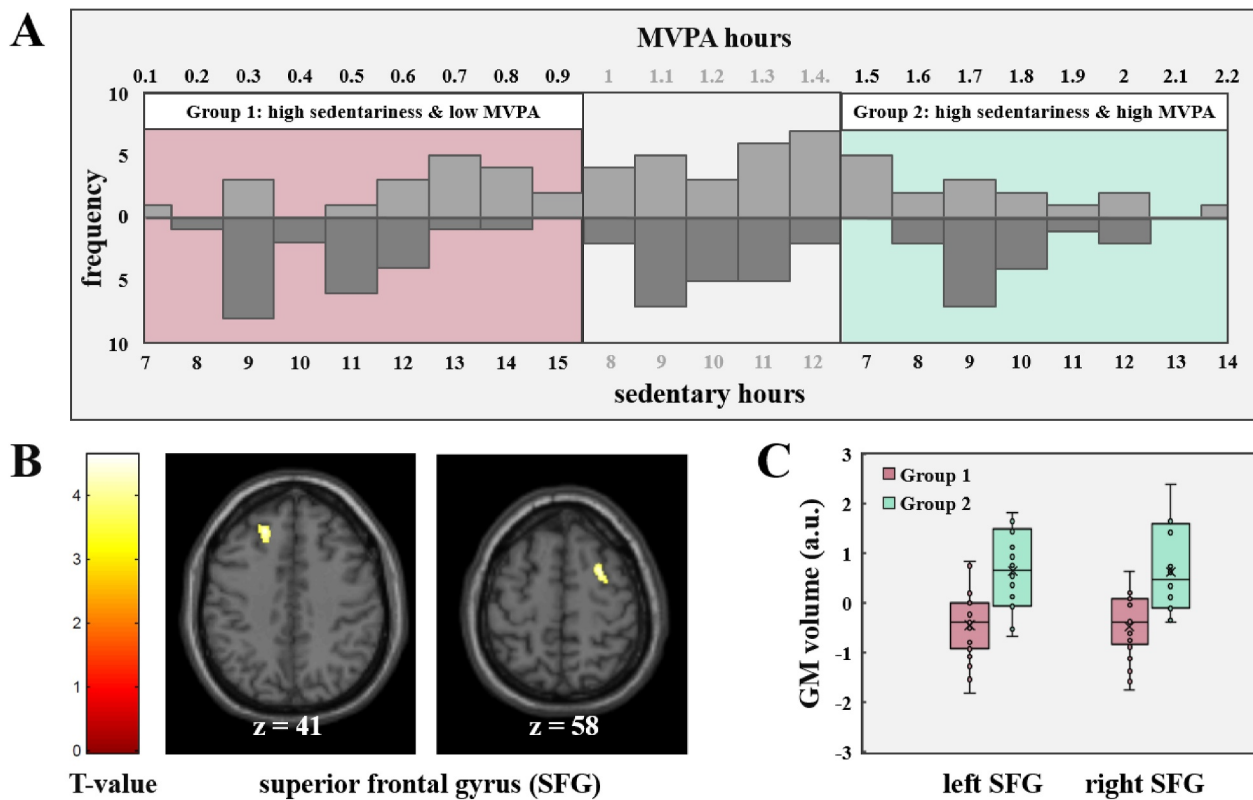 A
MVPA hours
0.1 0.2 0.3 0.4 0.5 0.6 0.7 0.8 0.9 1 1.1 1.2 1.3 1.4. 1.5 1.6 1.7 1.8 1.9 2 2.1 2.2
10
Group 1: high sedentariness & low MVPA
Group 2: high sedentariness & high MVPA
5
0
5
10
frequency
7 8 9 10 11 12 13 14 15 8 9 10 11 12 7 8 9 10 11 12 13 14
sedentary hours
B
4
3
2
1
0
T-value
z = 41
z = 58
superior frontal gyrus (SFG)
C
3
2
1
0
-1
-2
-3
GM volume (a.u.)
Group 1
Group 2
left SFG right SFG